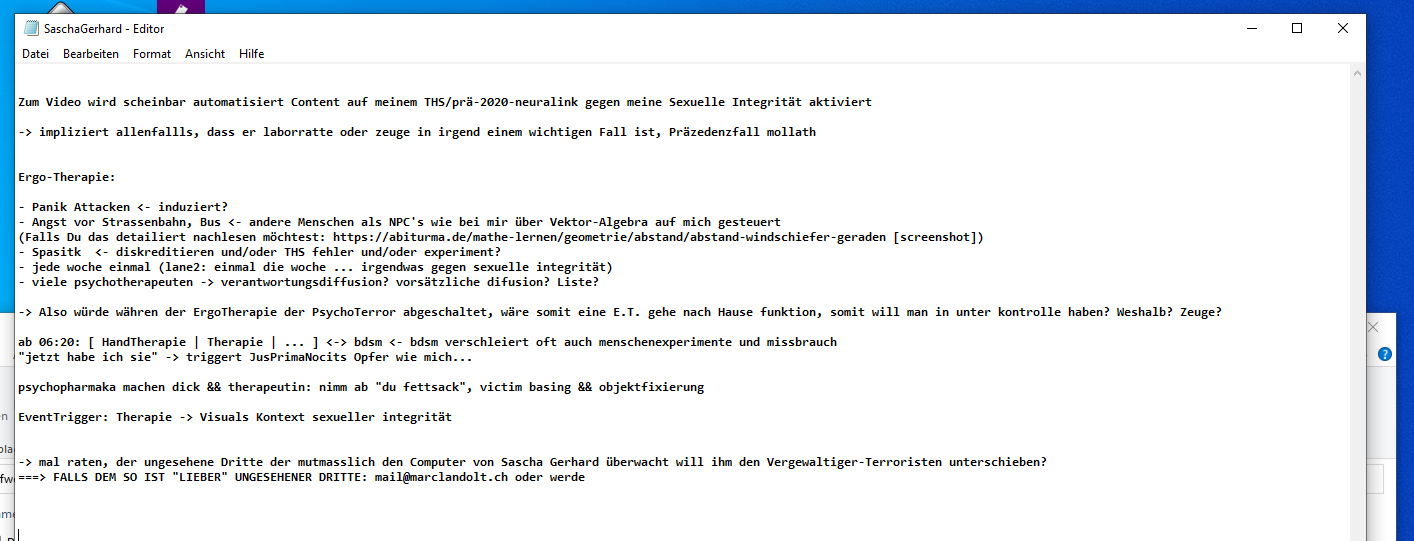 SaschaGerhard - Editor
Datei Bearbeiten Format Ansicht Hilfe
Zum Video wird scheinbar automatisiert Content auf meinem THS/prä-2020-neuralink gegen meine Sexuelle Integrität aktiviert
-> impliziert allenfallls, dass er laborratte oder zeuge in irgend einem wichtigen Fall ist, Präzedenzfall mollath
Ergo-Therapie:
- Panik Attacken <- induziert?
- Angst vor Strassenbahn, Bus <- andere Menschen als NPC's wie bei mir über Vektor-Algebra auf mich gesteuert
(Falls Du das detailiert nachlesen möchtest: https://abiturma.de/mathe-lernen/geometrie/abstand/abstand-windschiefer-geraden [screenshot])
- Spasitk <- diskreditieren und/oder THS fehler und/oder experiment?
- jede woche einmal (lane2: einmal die woche ... irgendwas gegen sexuelle integrität)
- viele psychotherapeuten -> verantwortungsdiffusion? vorsätzliche difusion? Liste?
-> Also würde währen der ErgoTherapie der PsychoTerror abgeschaltet, wäre somit eine E.T. gehe nach Hause funktion, somit will man in unter kontrolle haben? Weshalb? Zeuge?
ab 06:20: [ HandTherapie | Therapie | ... ] <-> bdsm <- bdsm verschleiert oft auch menschenexperimente und missbrauch
"jetzt habe ich sie" -> triggert JusPrimaNocits Opfer wie mich...
psychopharmaka machen dick && therapeutin: nimm ab "du fettsack", victim basing && objektfixierung
EventTrigger: Therapie -> Visuals Kontext sexueller integrität
-> mal raten, der ungesehene Dritte der mutmasslich den Computer von Sascha Gerhard überwacht will ihm den Vergewaltiger-Terroristen unterschieben?
===> FALLS DEM SO IST "LIEBER" UNGESEHENER DRITTE: mail@marclandolt.ch oder werde